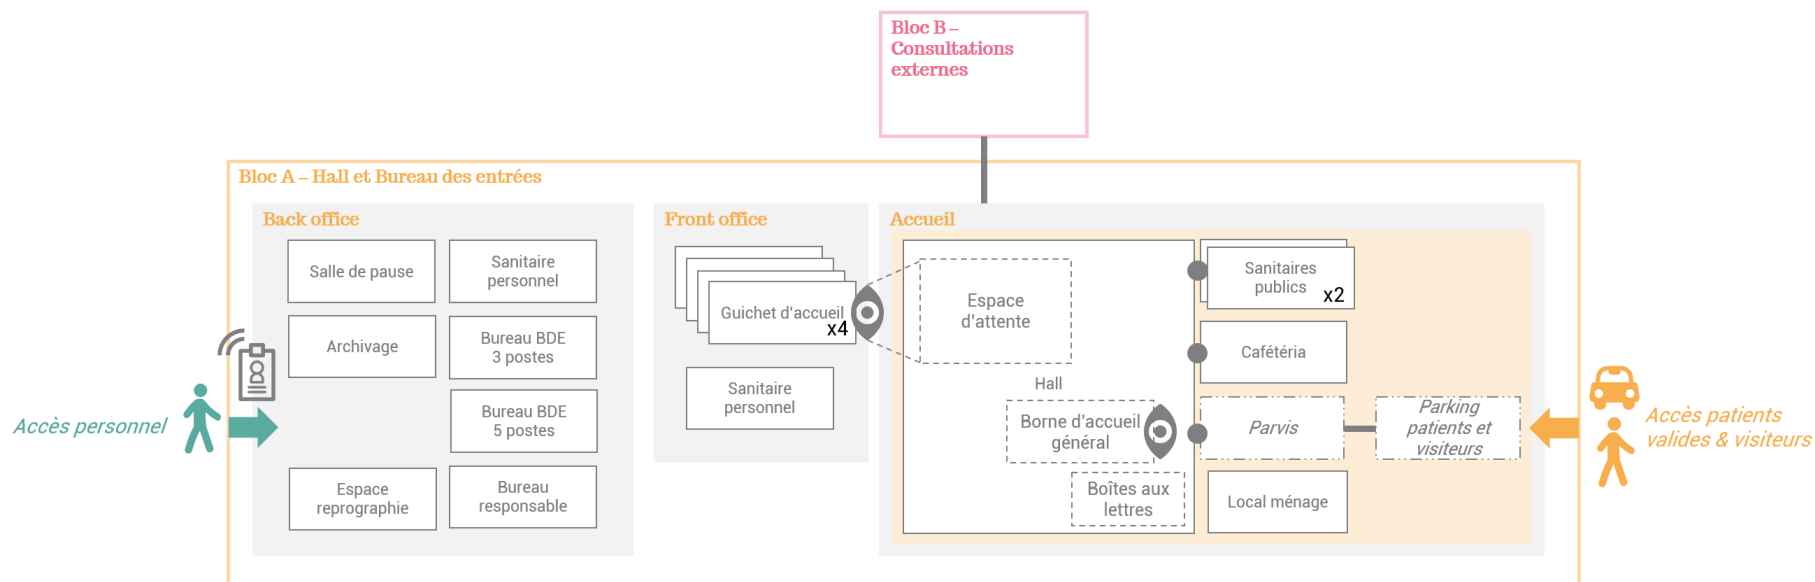 Bloc B –
Consultations
externes
Bloc A – Hall et Bureau des entrées
Back office
Salle de pause
Sanitaire
personnel
Archivage
Bureau BDE
3 postes
Bureau BDE
5 postes
Espace
reprographie
Bureau
responsable
Accès personnel
Front office
Guichet d'accueil
x4
Sanitaire
personnel
Accueil
Espace
d'attente
Hall
Borne d'accueil
général
Boîtes aux
lettres
Sanitaires
publics
x2
Cafétéria
Parvis
Parking
patients et
visiteurs
Local ménage
Accès patients
valides & visiteurs